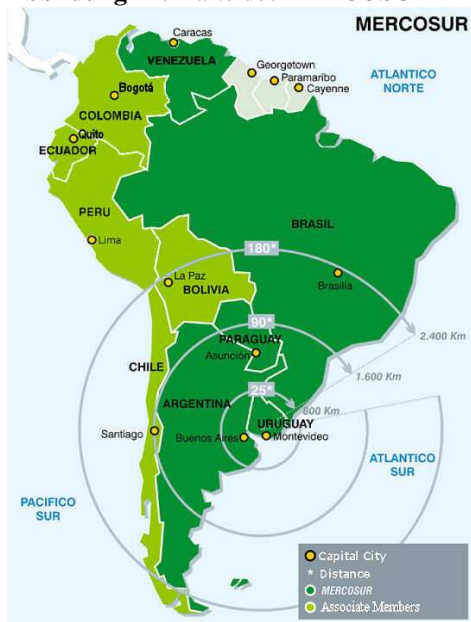 MERCOSUR
Caracas
VENEZUELA
Georgetown
Paramaribo
Cayenne
ATLANTICO
NORTE
Bogotá
COLOMBIA
Quito
ECUADOR
PERU
Lima
BRASIL
180*
La Paz
BOLIVIA
Brasilia
90*
2.400 Km
PARAGUAY
Asunción
CHILE
1.600 Km
25*
ARGENTINA
800 Km
URUGUAY
Santiago
Buenos Aires
Montevideo
ATLANTICO
SUR
PACIFICO
SUR
Capital City
* Distance
MERCOSUR
Associate Members